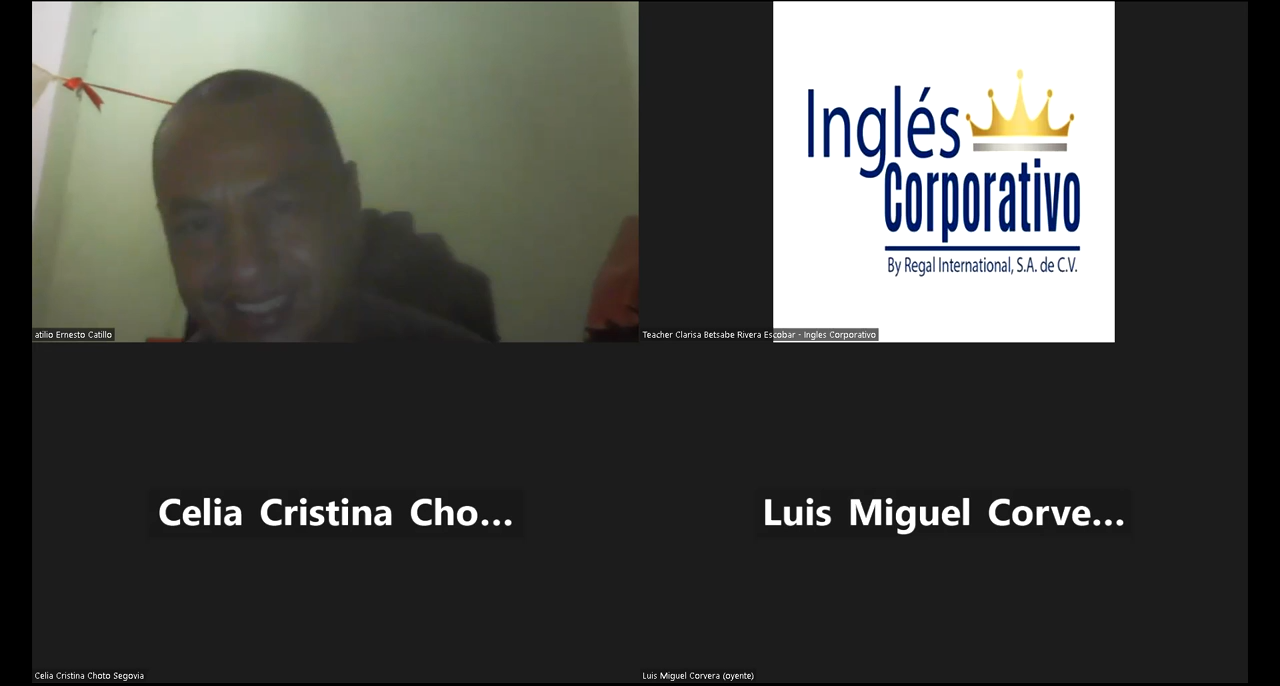 Inglés
Corporativo
By Regal International, S.A. de C.V.
atilio Ernesto Catillo
Teacher Clarisa Betsabe Rivera Escobar - Ingles Corporativo
Celia Cristina Cho...
Luis Miguel Corve...
Celia Cristina Choto Segovia
Luis Miguel Corvera (oyente)